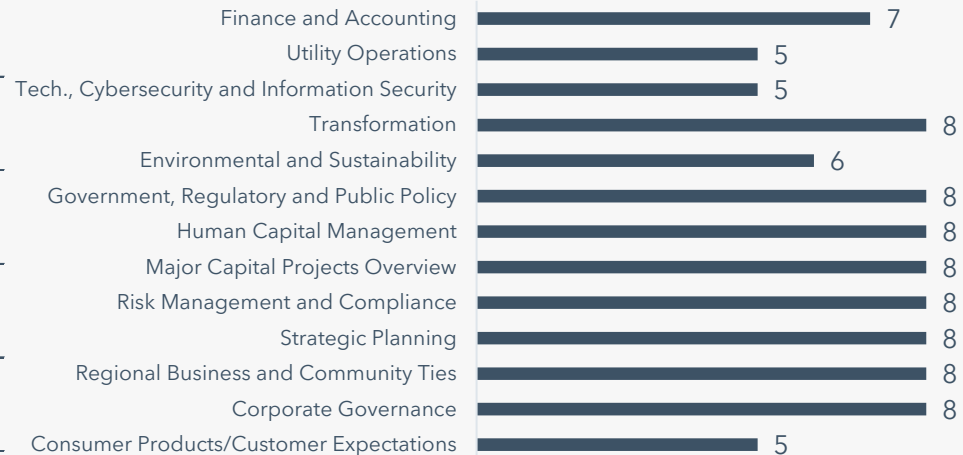 Finance and Accounting 7
Utility Operations 5
Tech., Cybersecurity and Information Security 5
Transformation 8
Environmental and Sustainability 6
Government, Regulatory and Public Policy 8
Human Capital Management 8
Major Capital Projects Overview 8
Risk Management and Compliance 8
Strategic Planning 8
Regional Business and Community Ties 8
Corporate Governance 8
Consumer Products/Customer Expectations 5